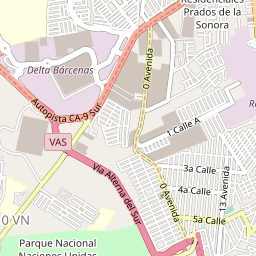 Residenciales
Prados de la
Sonora
Delta Bárcenas
0 Avenida
Autopista CA-9 Sur
1 Calle A
VAS
Vía Alterna del Sur
3a Calle
4a Calle
0 Avenida
13 Avenida
5a Calle
0 VN
Parque Nacional
Naciones Unidas